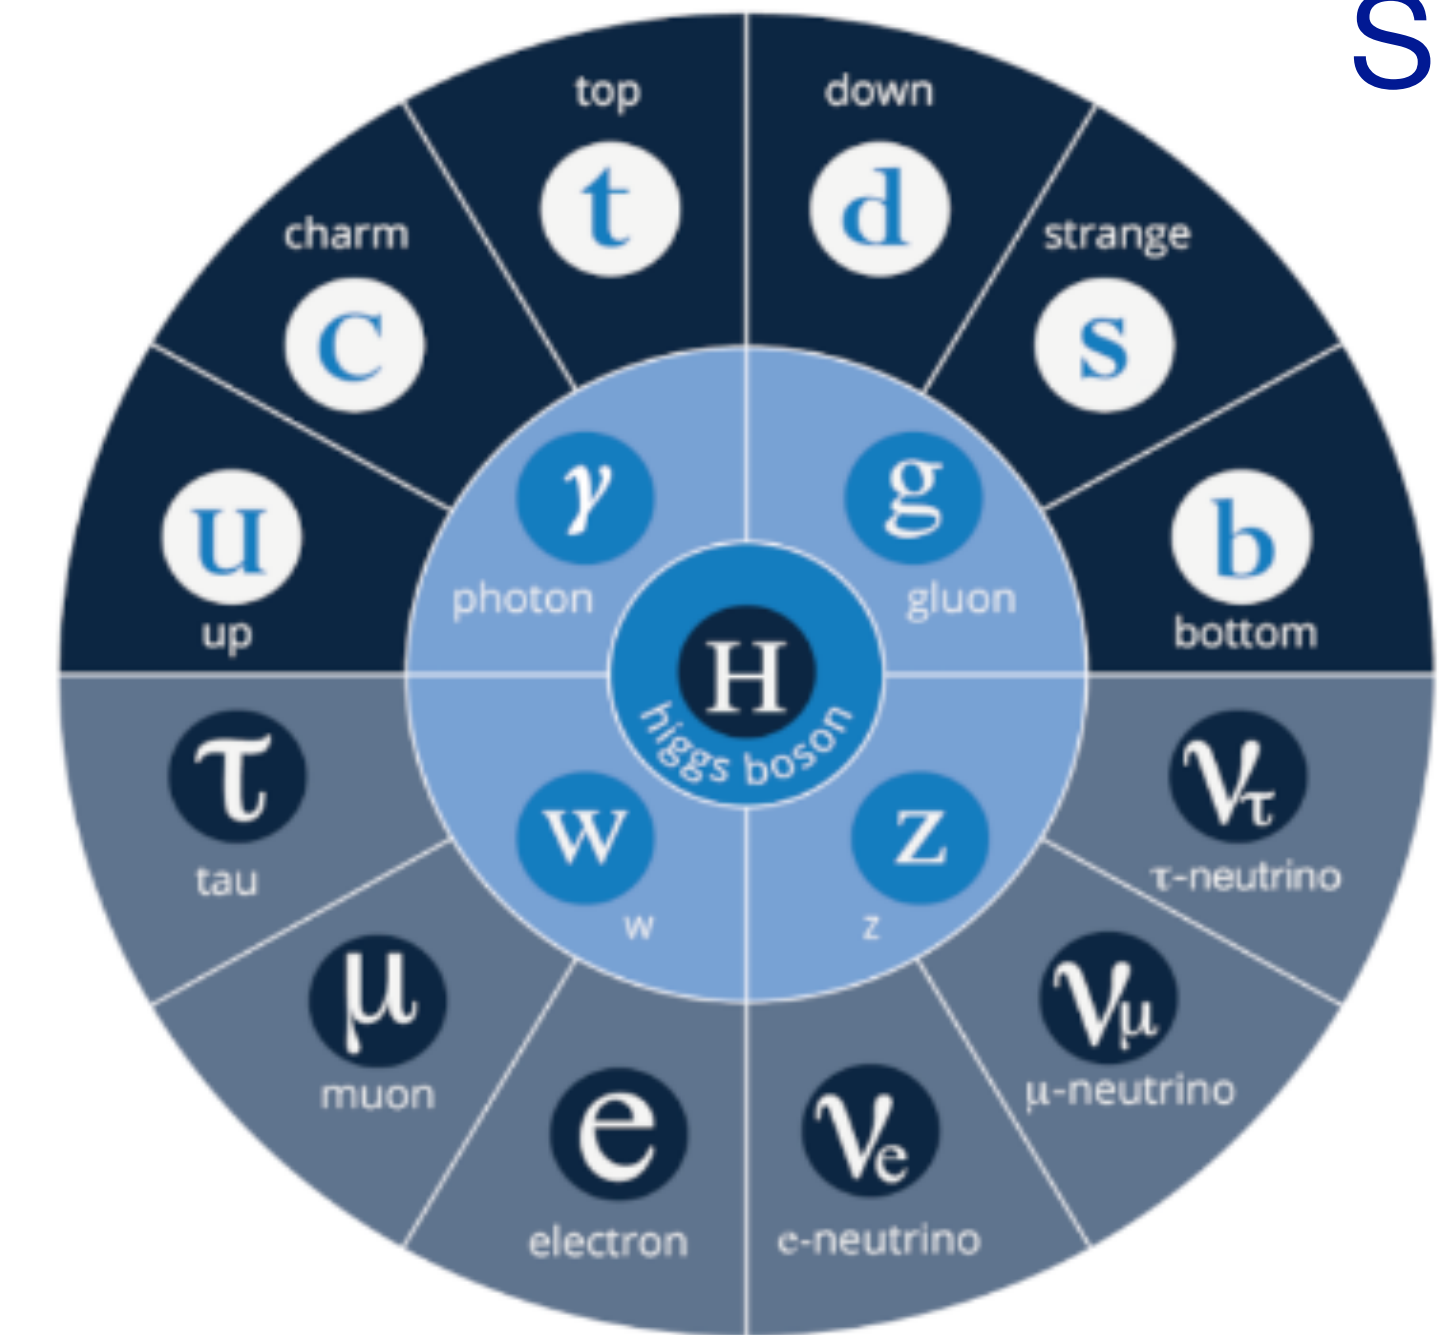 S
top
t
down
d
charm
c
strange
s
u
up
b
bottom
γ
photon
g
gluon
H
higgs boson
w
w
z
z
τ
tau
ντ
τ-neutrino
μ
muon
νμ
μ-neutrino
e
electron
νe
e-neutrino